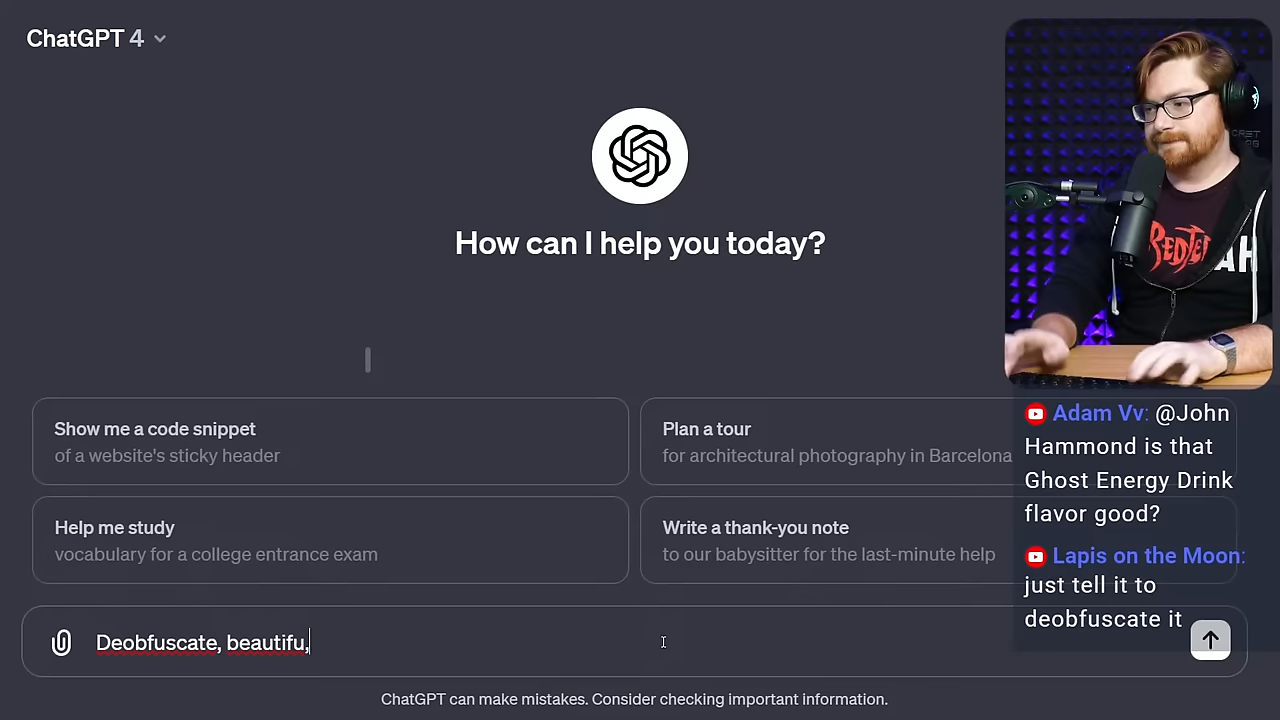 ChatGPT 4
How can I help you today?
Show me a code snippet
of a website's sticky header
Plan a tour
for architectural photography in Barcelona
Help me study
vocabulary for a college entrance exam
Write a thank-you note
to our babysitter for the last-minute help
Deobfuscate, beautifu,
ChatGPT can make mistakes. Consider checking important information.
Adam Vv: @John
Hammond is that
Ghost Energy Drink
flavor good?
Lapis on the Moon:
just tell it to
deobfuscate it